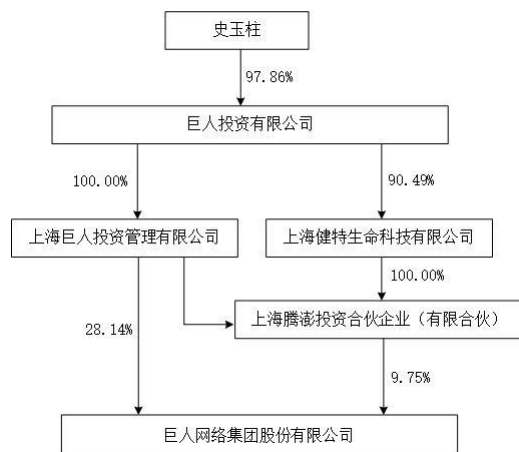 史玉柱
97.86%
巨人投资有限公司
100.00%
90.49%
上海巨人投资管理有限公司
上海健特生命科技有限公司
100.00%
28.14%
上海腾澎投资合伙企业（有限合伙）
9.75%
巨人网络集团股份有限公司